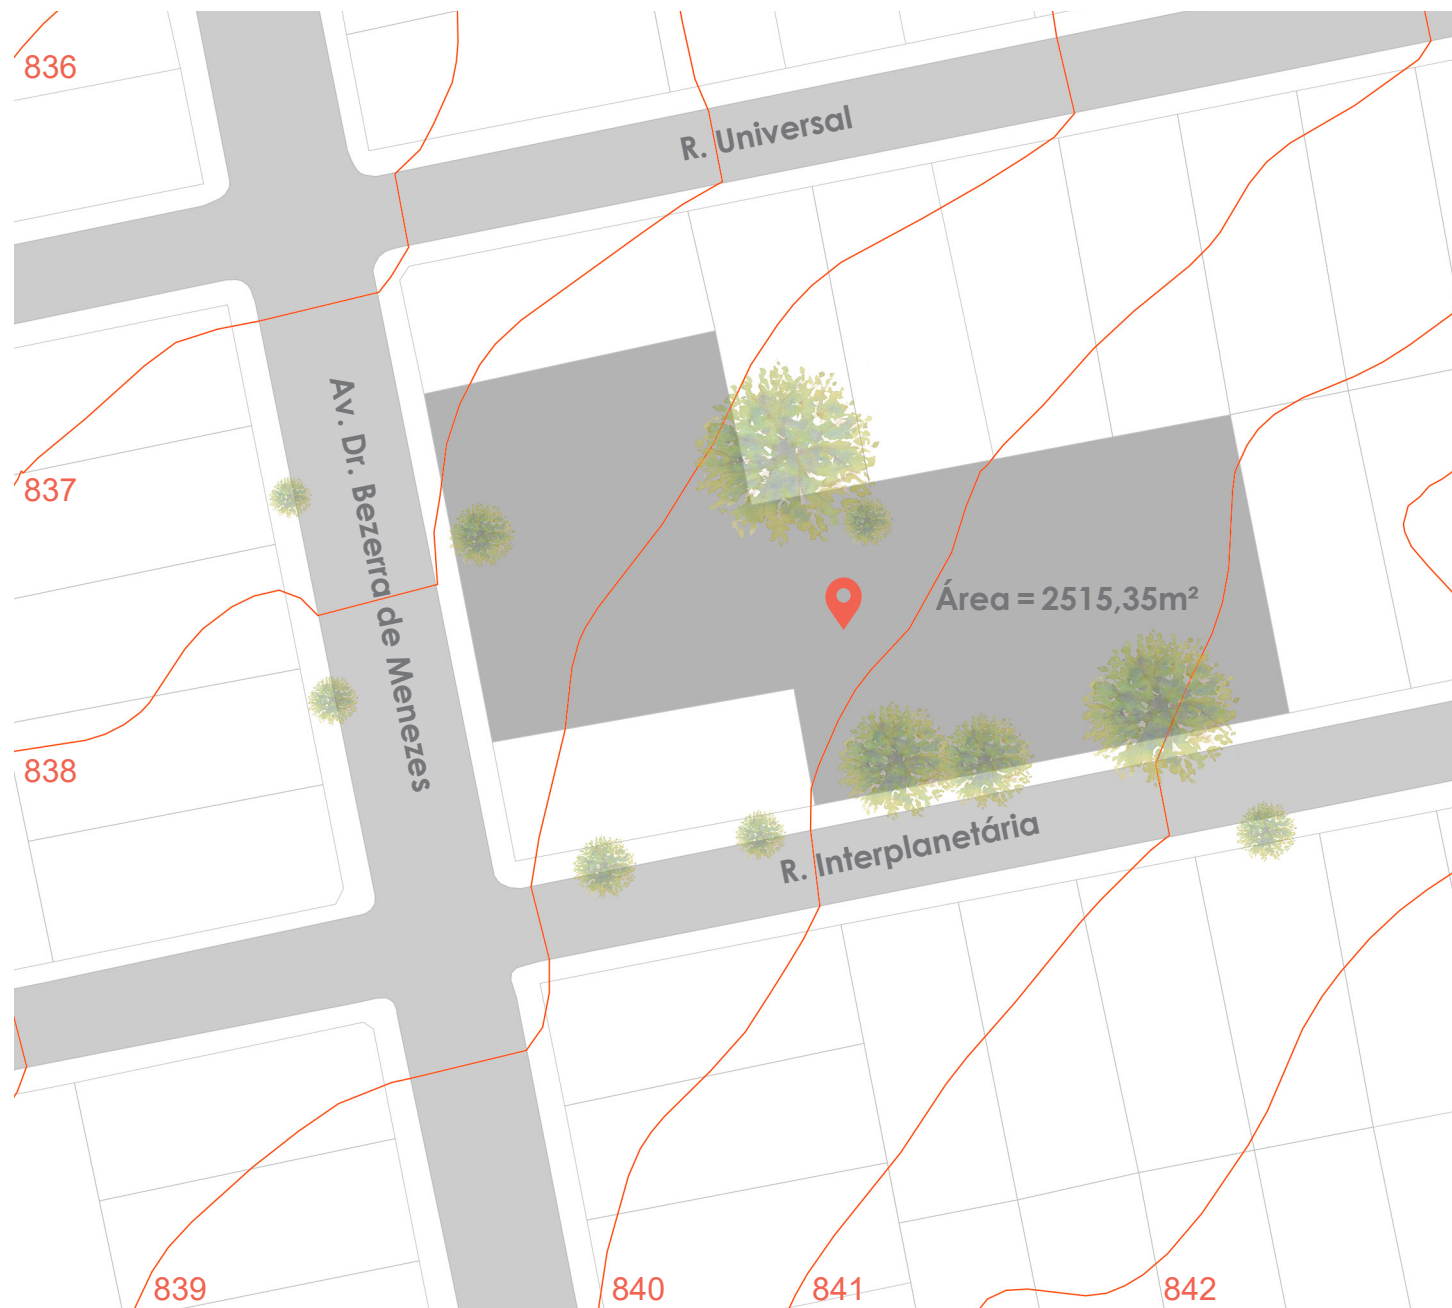 836
R. Universal
837
Av. Dr. Bezerra de Menezes
Área = 2515,35m²
838
R. Interplanetária
839
840
841
842